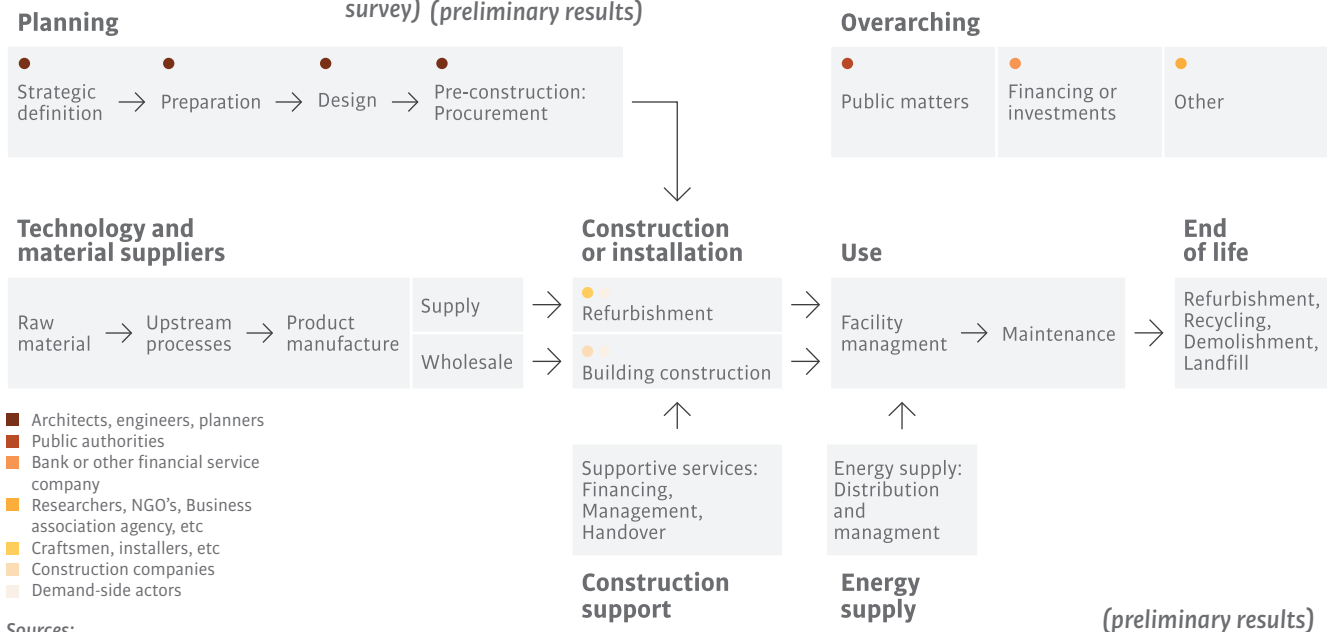 survey) (preliminary results)
Planning
Strategic
definition
Preparation
Design
Pre-construction:
Procurement
Overarching
Public matters
Financing or
investments
Other
Technology and
material suppliers
Raw
material
Upstream
processes
Product
manufacture
Supply
Wholesale
Construction
or installation
Refurbishment
Building construction
Use
Facility
managment
Maintenance
End
of life
Refurbishment,
Recycling,
Demolishment,
Landfill
Architects, engineers, planners
Public authorities
Bank or other financial service
company
Researchers, NGO's, Business
association agency, etc
Craftsmen, installers, etc
Construction companies
Demand-side actors
Supportive services:
Financing,
Management,
Handover
Construction
support
Energy supply:
Distribution
and
managment
Energy
supply
(preliminary results)
Sources: